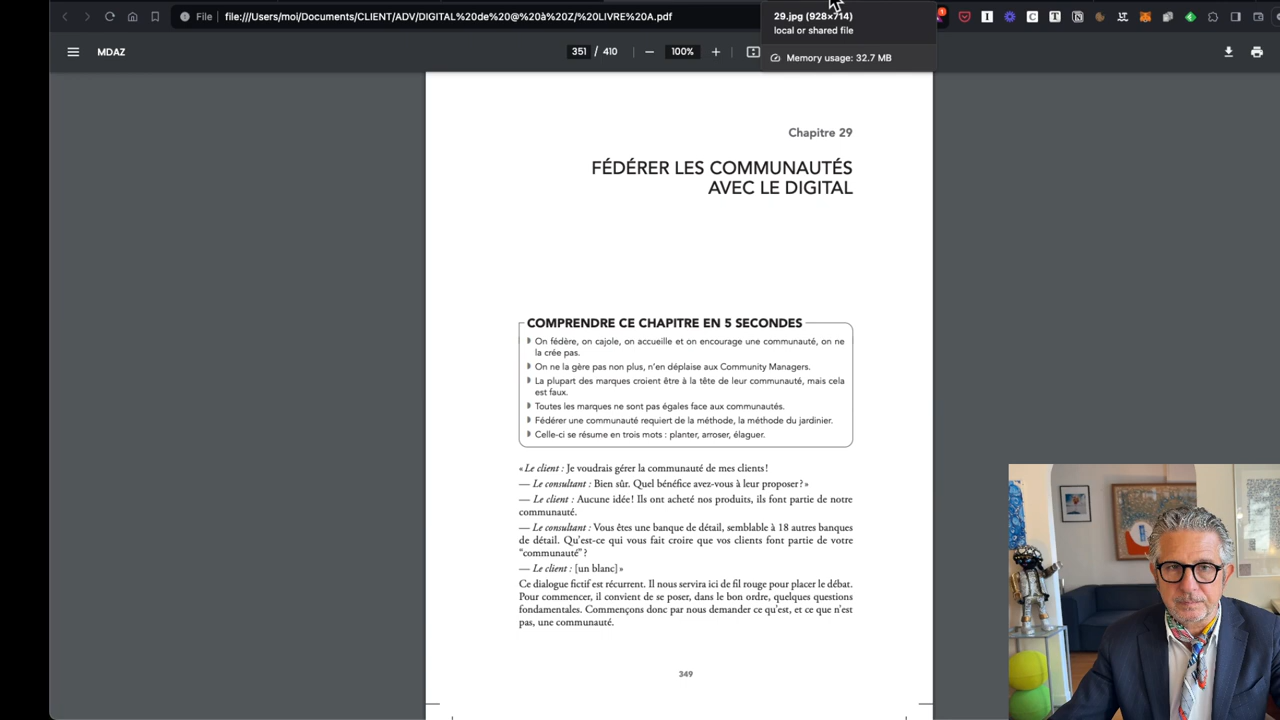 File
file:///Users/moi/Documents/CLIENT/ADV/DIGITAL%20de%20@%20à%20Z/%20LIVRE%20A.pdf
29.jpg (928×714)
local or shared file
Memory usage: 32.7 MB
MDAZ
351 / 410
100%
Chapitre 29
FÉDÉRER LES COMMUNAUTÉS
AVEC LE DIGITAL
COMPRENDRE CE CHAPITRE EN 5 SECONDES
On fédère, on cajole, on accueille et on encourage une communauté, on ne
la crée pas.
On ne la gère pas non plus, n'en déplaise aux Community Managers.
La plupart des marques croient être à la tête de leur communauté, mais cela
est faux.
Toutes les marques ne sont pas égales face aux communautés.
Fédérer une communauté requiert de la méthode, la méthode du jardinier.
Celle-ci se résume en trois mots : planter, arroser, élaguer.
« Le client : Je voudrais gérer la communauté de mes clients !
— Le consultant : Bien sûr. Quel bénéfice avez-vous à leur proposer ? »
— Le client : Aucune idée ! Ils ont acheté nos produits, ils font partie de notre
communauté.
— Le consultant : Vous êtes une banque de détail, semblable à 18 autres banques
de détail. Qu'est-ce qui vous fait croire que vos clients font partie de votre
"communauté" ?
— Le client : [un blanc] »
Ce dialogue fictif est récurrent. Il nous servira ici de fil rouge pour placer le débat.
Pour commencer, il convient de se poser, dans le bon ordre, quelques questions
fondamentales. Commençons donc par nous demander ce qu'est, et ce que n'est
pas, une communauté.
349